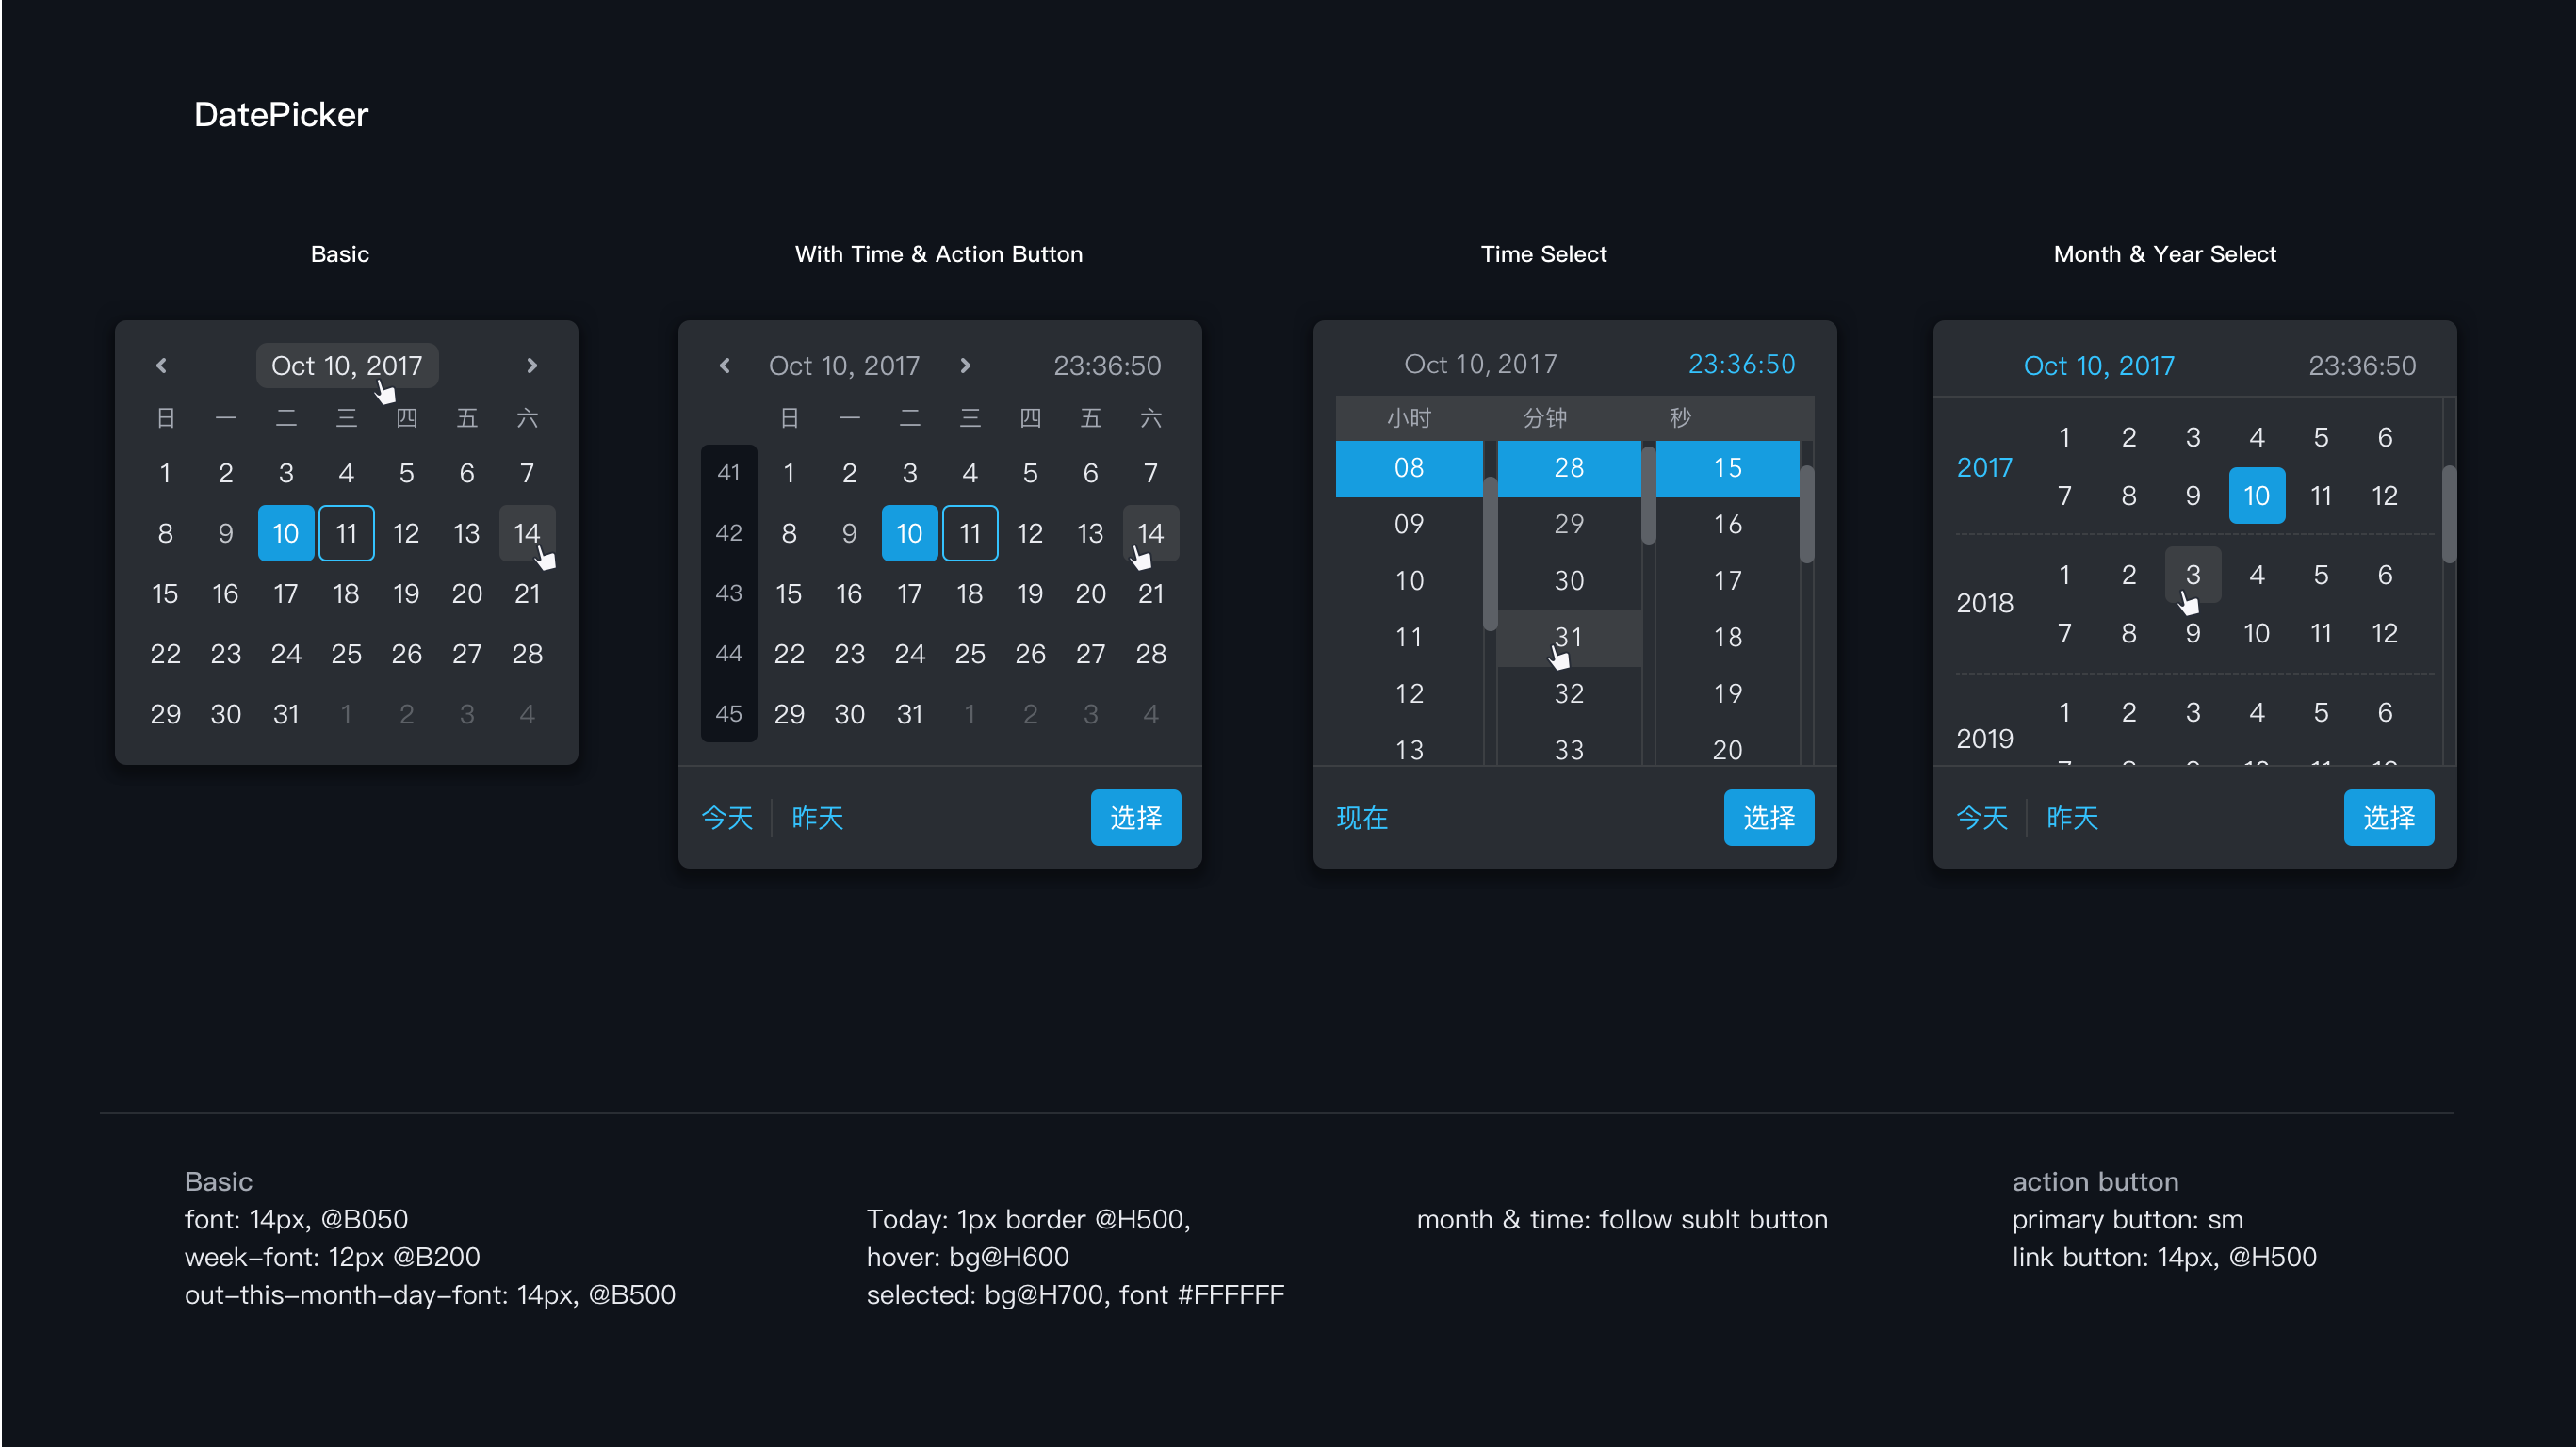 DatePicker
Basic
Oct 10, 2017
日 一 二 三 四 五 六
1 2 3 4 5 6 7
8 9 10 11 12 13 14
15 16 17 18 19 20 21
22 23 24 25 26 27 28
29 30 31 1 2 3 4
With Time & Action Button
Oct 10, 2017 23:36:50
日 一 二 三 四 五 六
41 1 2 3 4 5 6 7
42 8 9 10 11 12 13 14
43 15 16 17 18 19 20 21
44 22 23 24 25 26 27 28
45 29 30 31 1 2 3 4
今天 昨天 选择
Time Select
Oct 10, 2017 23:36:50
小时 分钟 秒
08 28 15
09 29 16
10 30 17
11 31 18
12 32 19
13 33 20
现在 选择
Month & Year Select
Oct 10, 2017 23:36:50
2017
1 2 3 4 5 6
7 8 9 10 11 12
2018
1 2 3 4 5 6
7 8 9 10 11 12
2019
1 2 3 4 5 6
今天 昨天 选择
Basic
font: 14px, @B050
week-font: 12px @B200
out-this-month-day-font: 14px, @B500
Today: 1px border @H500,
hover: bg@H600
selected: bg@H700, font #FFFFFF
month & time: follow sublt button
action button
primary button: sm
link button: 14px, @H500